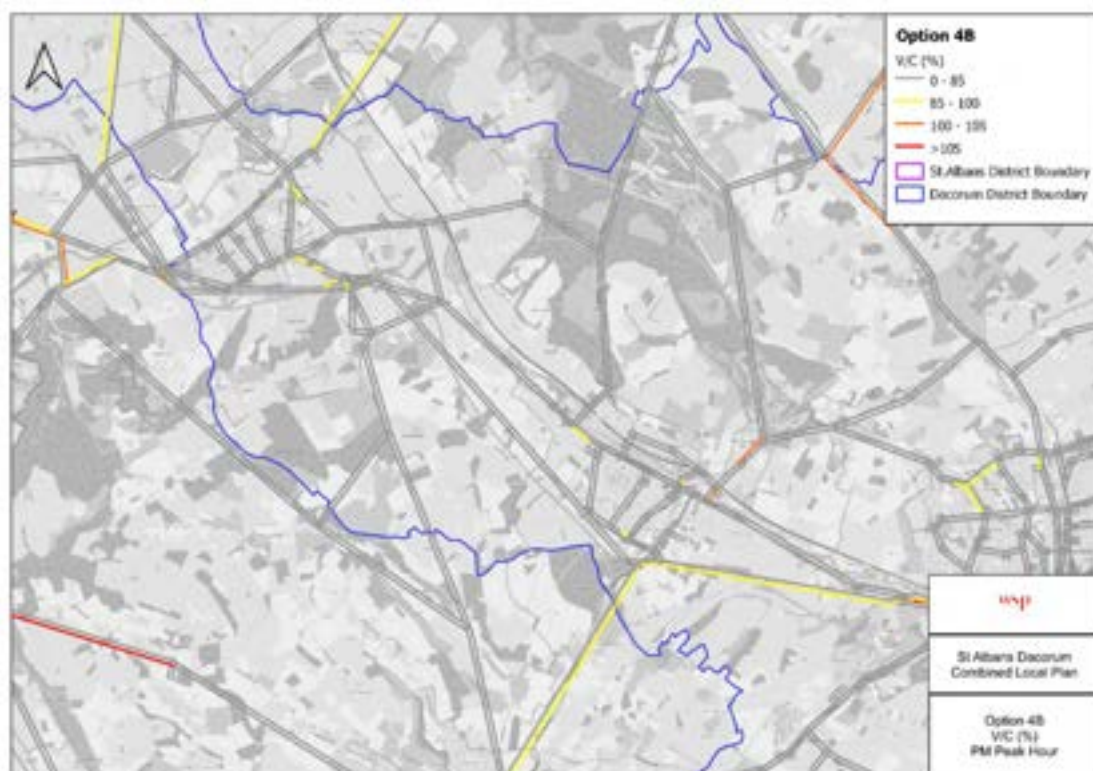 Option 4B
V/C (%)
0 - 85
85 - 100
100 - 105
>105
St.Albans District Boundary
Dacorum District Boundary
wsp
St Albans Dacorum
Combined Local Plan
Option 4B
V/C (%)
PM Peak Hour